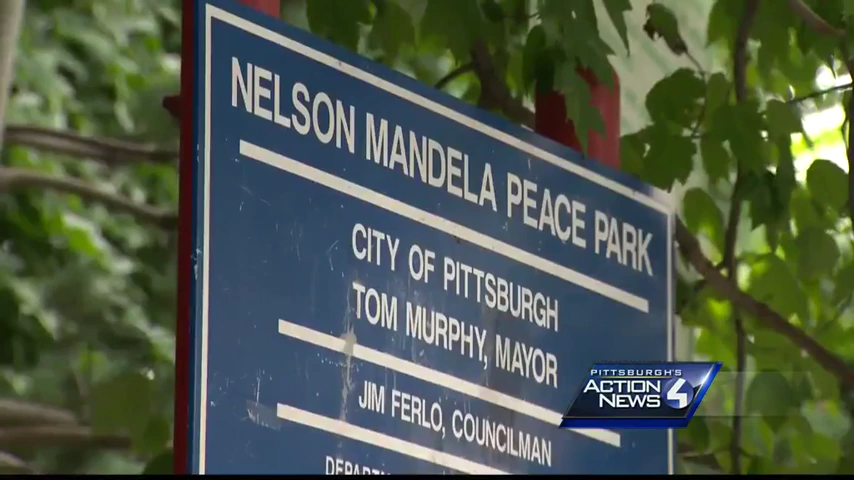 NELSON MANDELA PEACE PARK
CITY OF PITTSBURGH
TOM MURPHY, MAYOR
JIM FERLO, COUNCILMAN
PITTSBURGH'S
ACTION NEWS 4